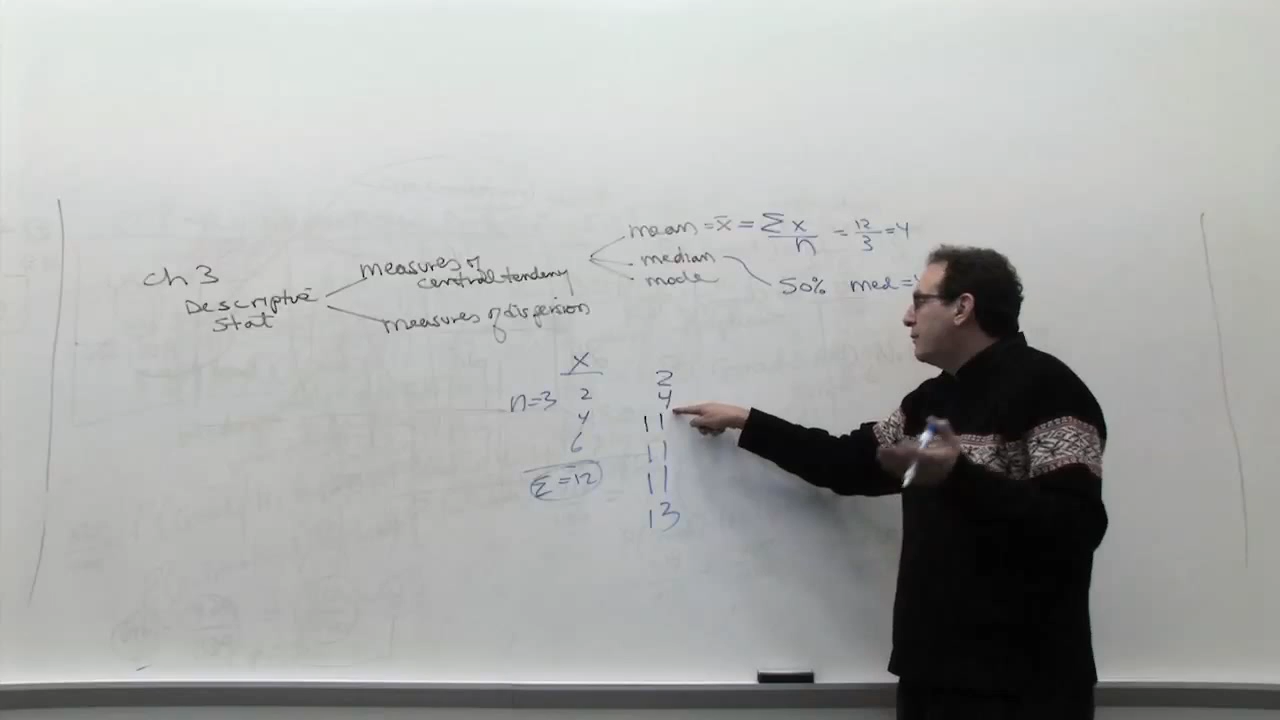 mean = x̄ = Σx/n = 12/3 = 4
measures of central tendency
median
Ch 3
mode
50% med =
Descriptive
Stat
measures of dispersion
X
n=3
2
4
6
Σ=12
2
4
11
11
11
13